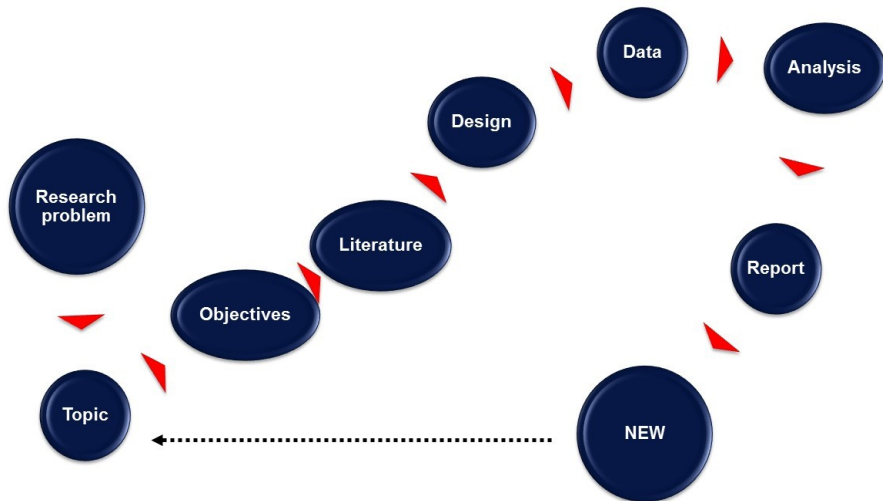 Research
problem
Topic
Objectives
Literature
Design
Data
Analysis
Report
NEW